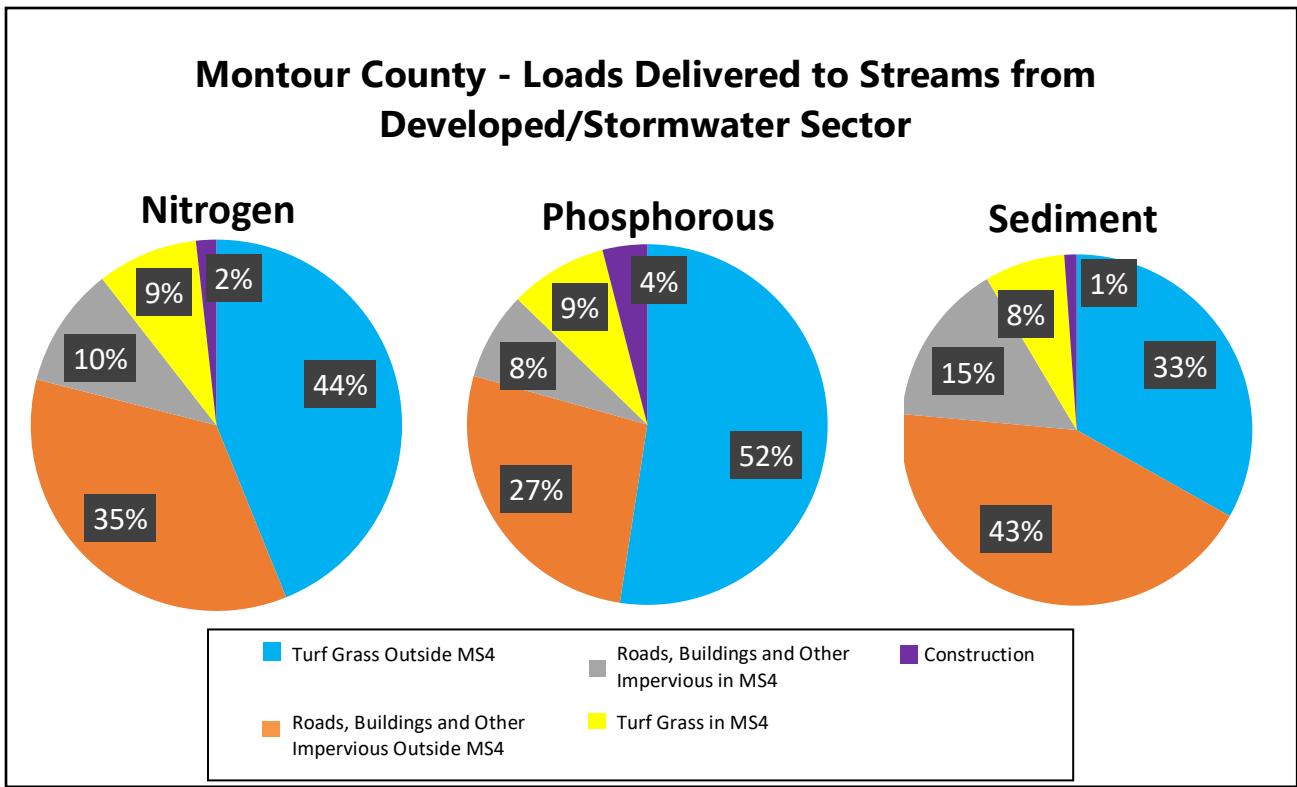 Montour County - Loads Delivered to Streams from
Developed/Stormwater Sector
Nitrogen
2%
9%
10%
44%
35%
Phosphorous
4%
9%
8%
52%
27%
Sediment
1%
8%
33%
15%
43%
Turf Grass Outside MS4
Roads, Buildings and Other
Impervious Outside MS4
Roads, Buildings and Other
Impervious in MS4
Turf Grass in MS4
Construction